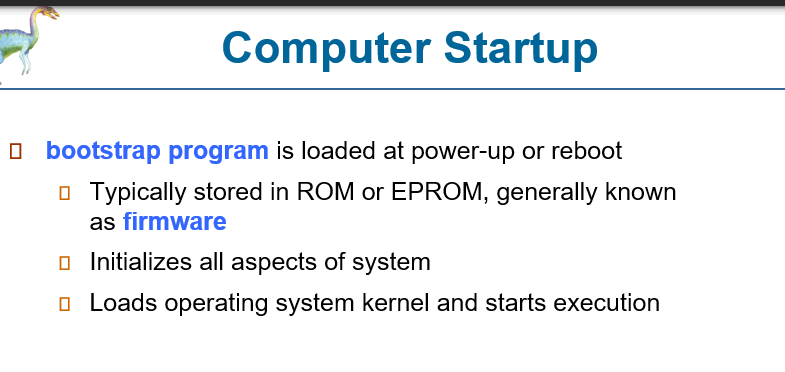 Computer Startup
bootstrap program is loaded at power-up or reboot
Typically stored in ROM or EPROM, generally known
as firmware
Initializes all aspects of system
Loads operating system kernel and starts execution